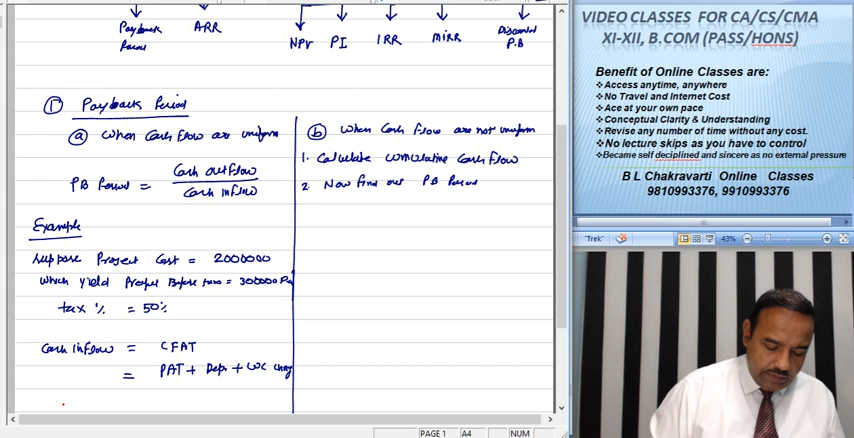 Payback
Period
ARR
NPV
PI
IRR
MIRR
Discounted
P.B
① Payback Period
ⓐ When Cash flow are uniform
PB Period = Cash outflow
Cash inflow
Example
Suppose Project Cost = 2000000
Which yield Profit Before tax = 300000 Pa
tax % = 50%
Cash inflow = CFAT
= PAT + Dep. + WC
ⓑ When Cash flow are not uniform
1. Calculate cumulative Cash flow
2. Now find out PB Period
PAGE 1 A4 NUM
VIDEO CLASSES FOR CA/CS/CMA
XI-XII, B.COM (PASS/HONS)
Benefit of Online Classes are:
❖Access anytime, anywhere
❖No Travel and Internet Cost
❖Ace at your own pace
❖Conceptual Clarity & Understanding
❖Revise any number of time without any cost.
❖No lecture skips as you have to control
❖Became self deciplined and sincere as no external pressure
B L Chakravarti Online Classes
9810993376, 9910993376
"Trek" 43%